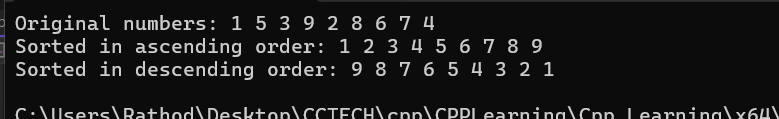 Original numbers: 1 5 3 9 2 8 6 7 4
Sorted in ascending order: 1 2 3 4 5 6 7 8 9
Sorted in descending order: 9 8 7 6 5 4 3 2 1
C:\Users\Rathod\Desktop\CCTECH\cpp\CPPLearning\Cpp Learning\x64\